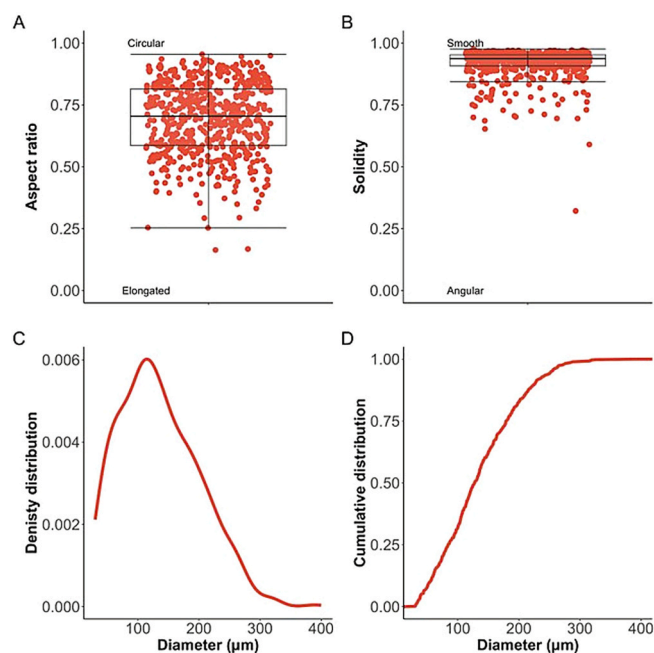 A
B
Circular
Smooth
1.00
0.75
0.50
0.25
0.00
Aspect ratio
Elongated
1.00
0.75
0.50
0.25
0.00
Solidity
Angular
C
D
0.006
0.004
0.002
0.000
Denisty distribution
100
200
300
400
Diameter (µm)
1.00
0.75
0.50
0.25
0.00
Cumulative distribution
100
200
300
400
Diameter (µm)